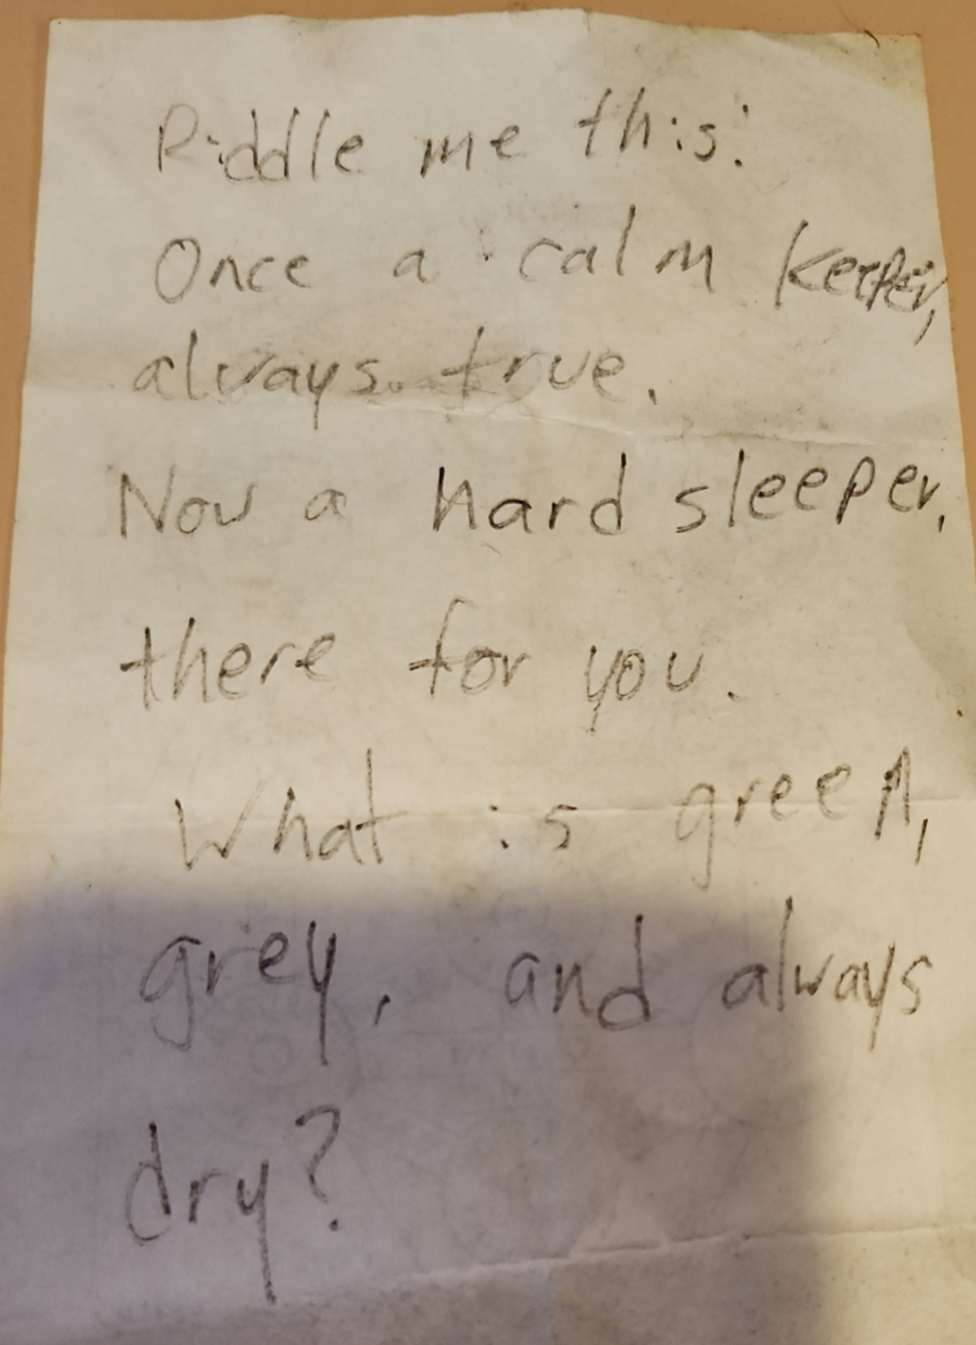 Riddle me this:
Once a calm keeper,
always true.
Now a hard sleeper,
there for you.
What is green,
grey, and always
dry?